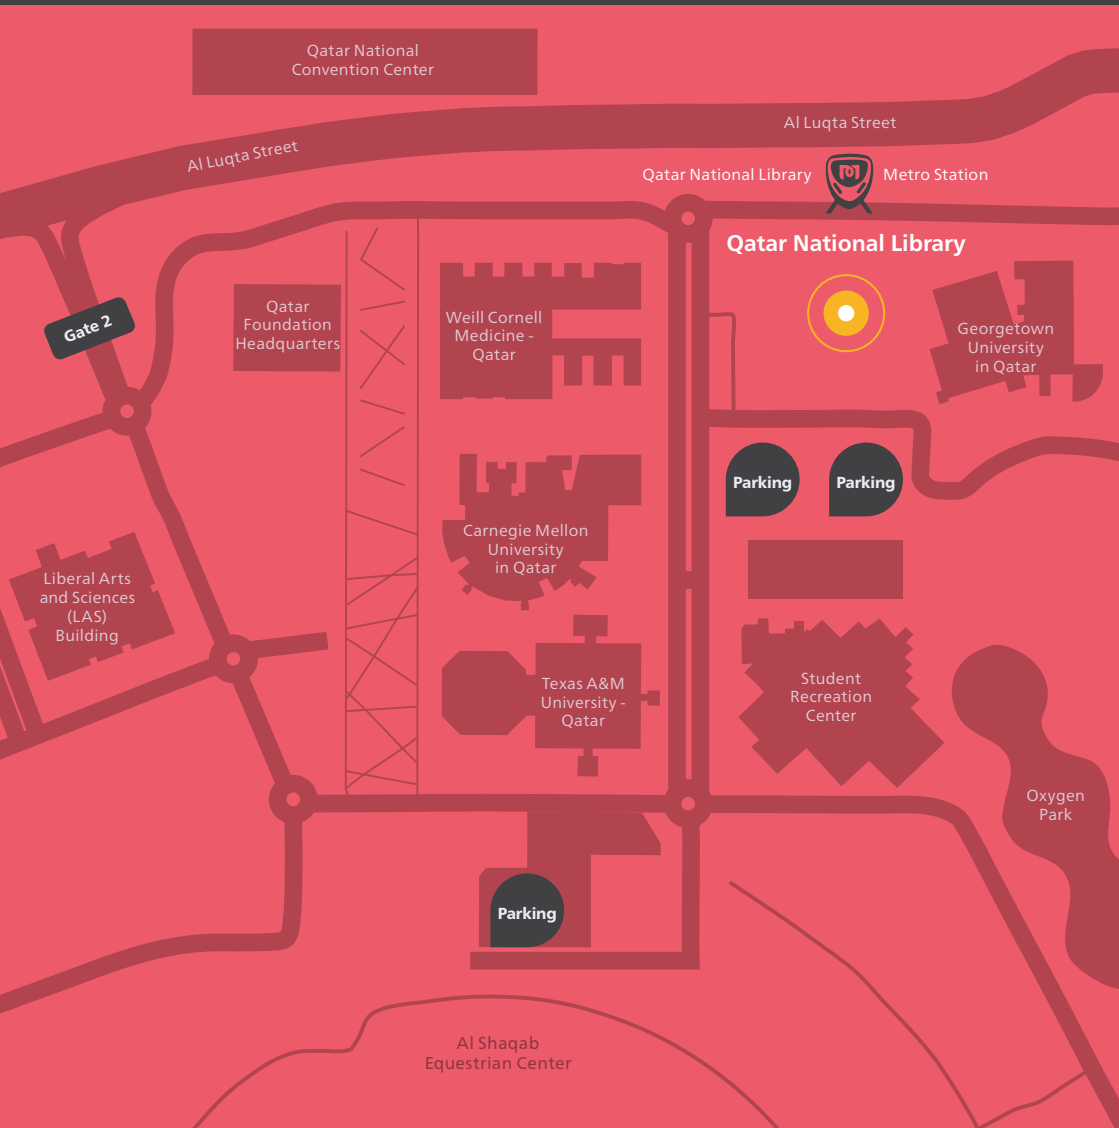 Qatar National
Convention Center
Al Luqta Street
Al Luqta Street
Qatar National Library
Metro Station
Qatar National Library
Gate 2
Qatar
Foundation
Headquarters
Weill Cornell
Medicine -
Qatar
Georgetown
University
in Qatar
Parking
Parking
Carnegie Mellon
University
in Qatar
Liberal Arts
and Sciences
(LAS)
Building
Texas A&M
University -
Qatar
Student
Recreation
Center
Oxygen
Park
Parking
Al Shaqab
Equestrian Center